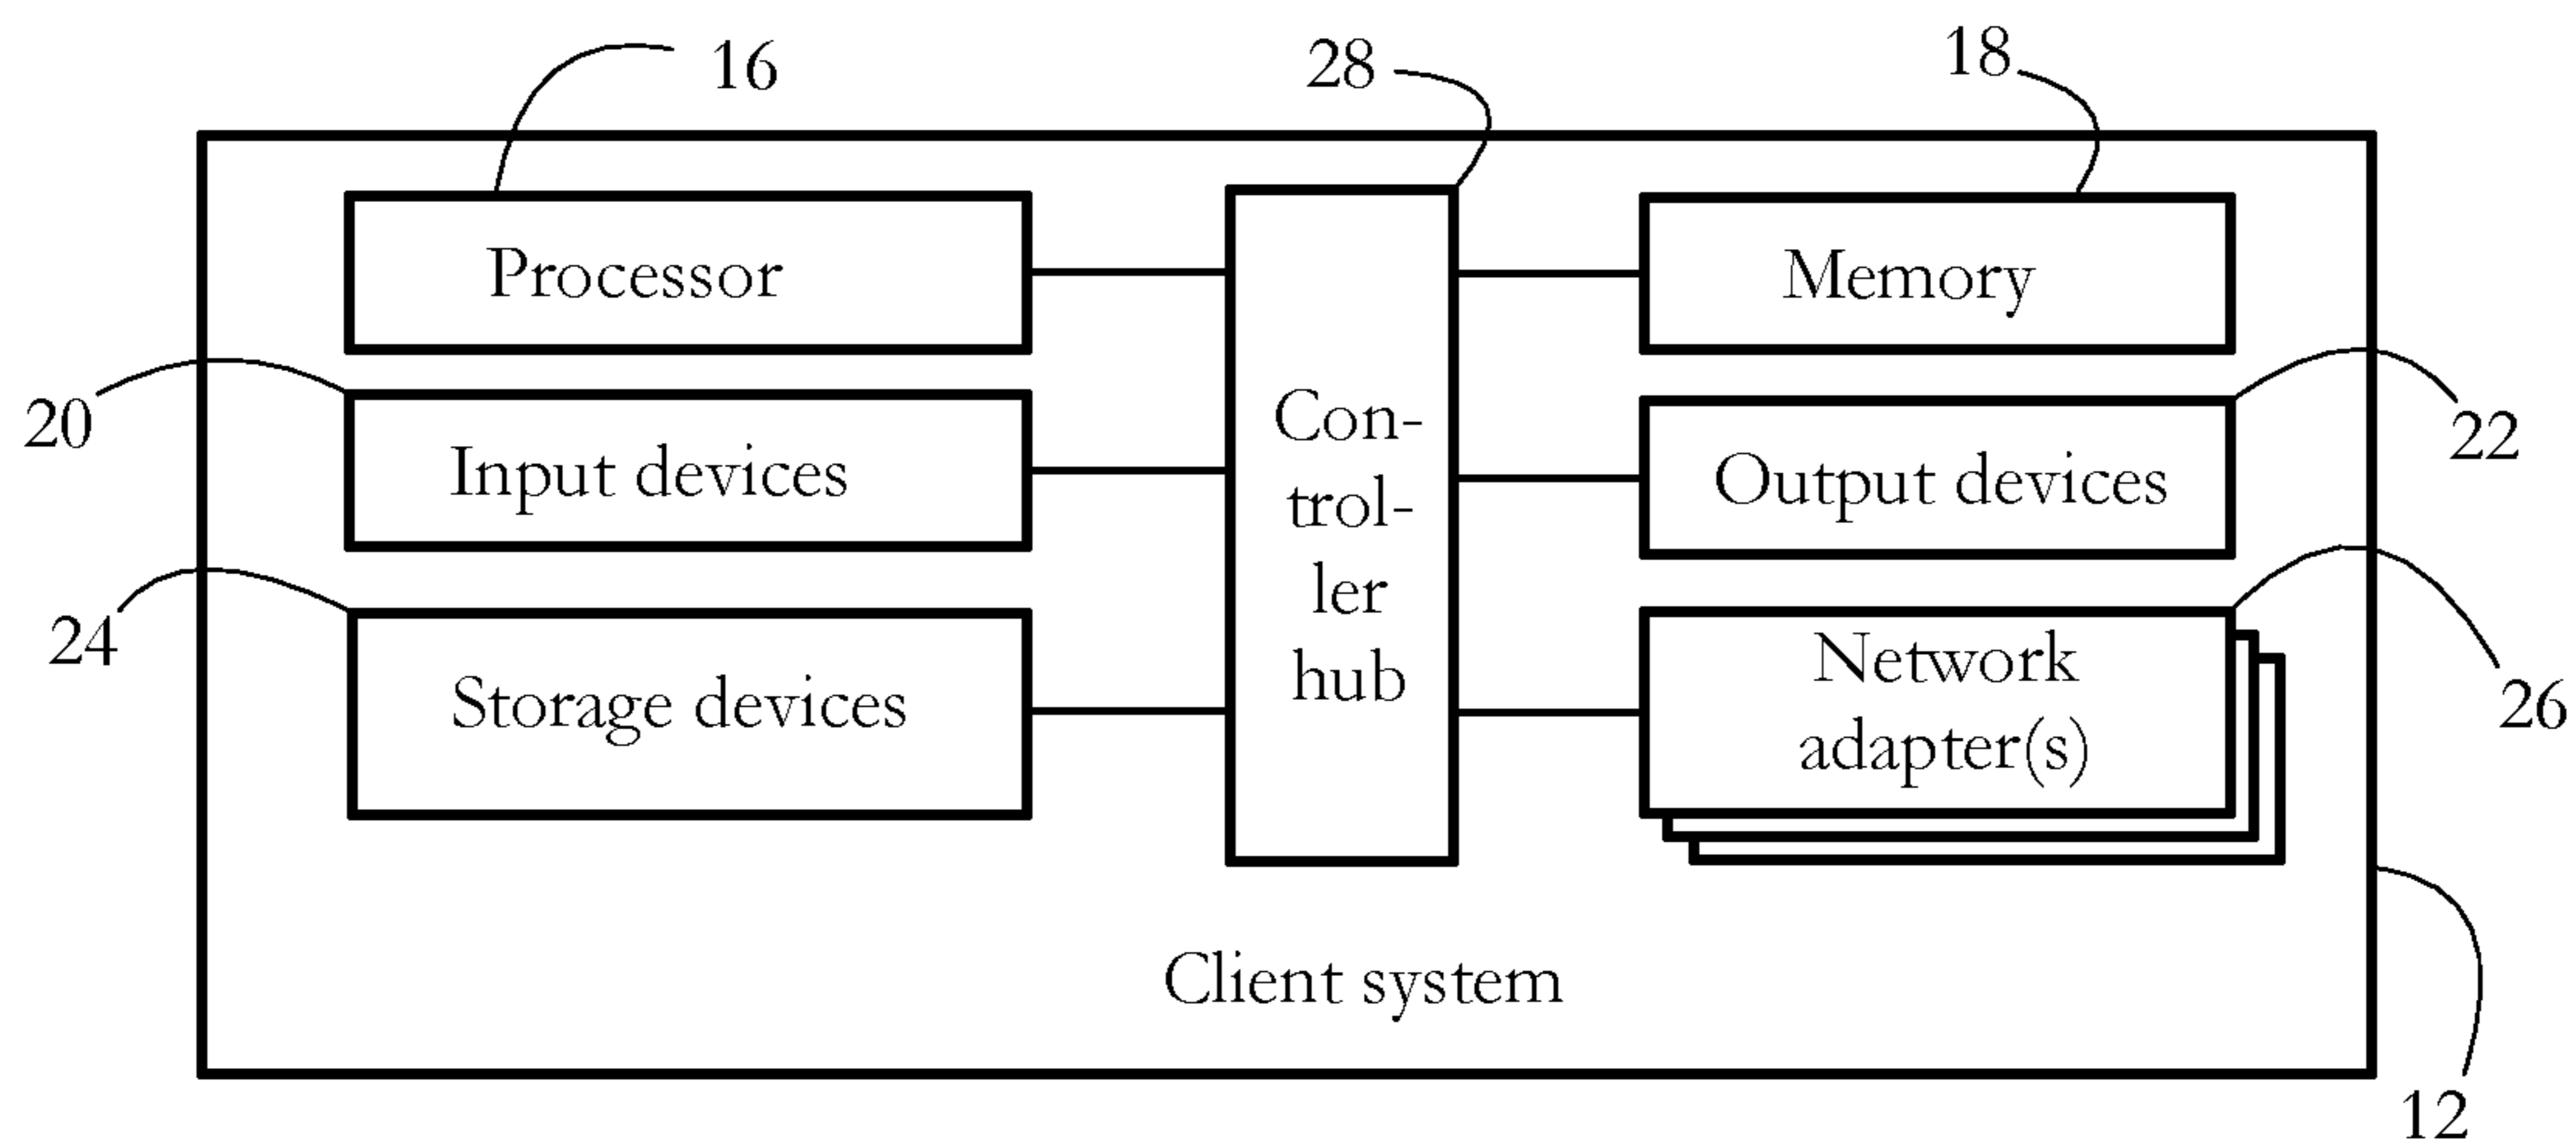 16
28
18
Processor
Memory
20
Input devices
Con-
trol-
ler
hub
Output devices
22
24
Storage devices
Network
adapter(s)
26
Client system
12